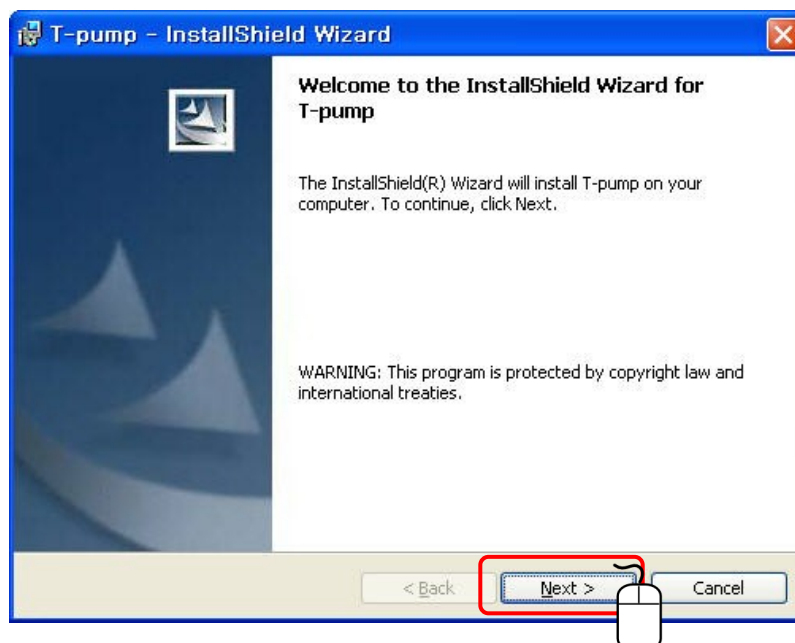 T-pump - InstallShield Wizard
Welcome to the InstallShield Wizard for
T-pump
The InstallShield(R) Wizard will install T-pump on your
computer. To continue, click Next.
WARNING: This program is protected by copyright law and
international treaties.
< Back Next > Cancel